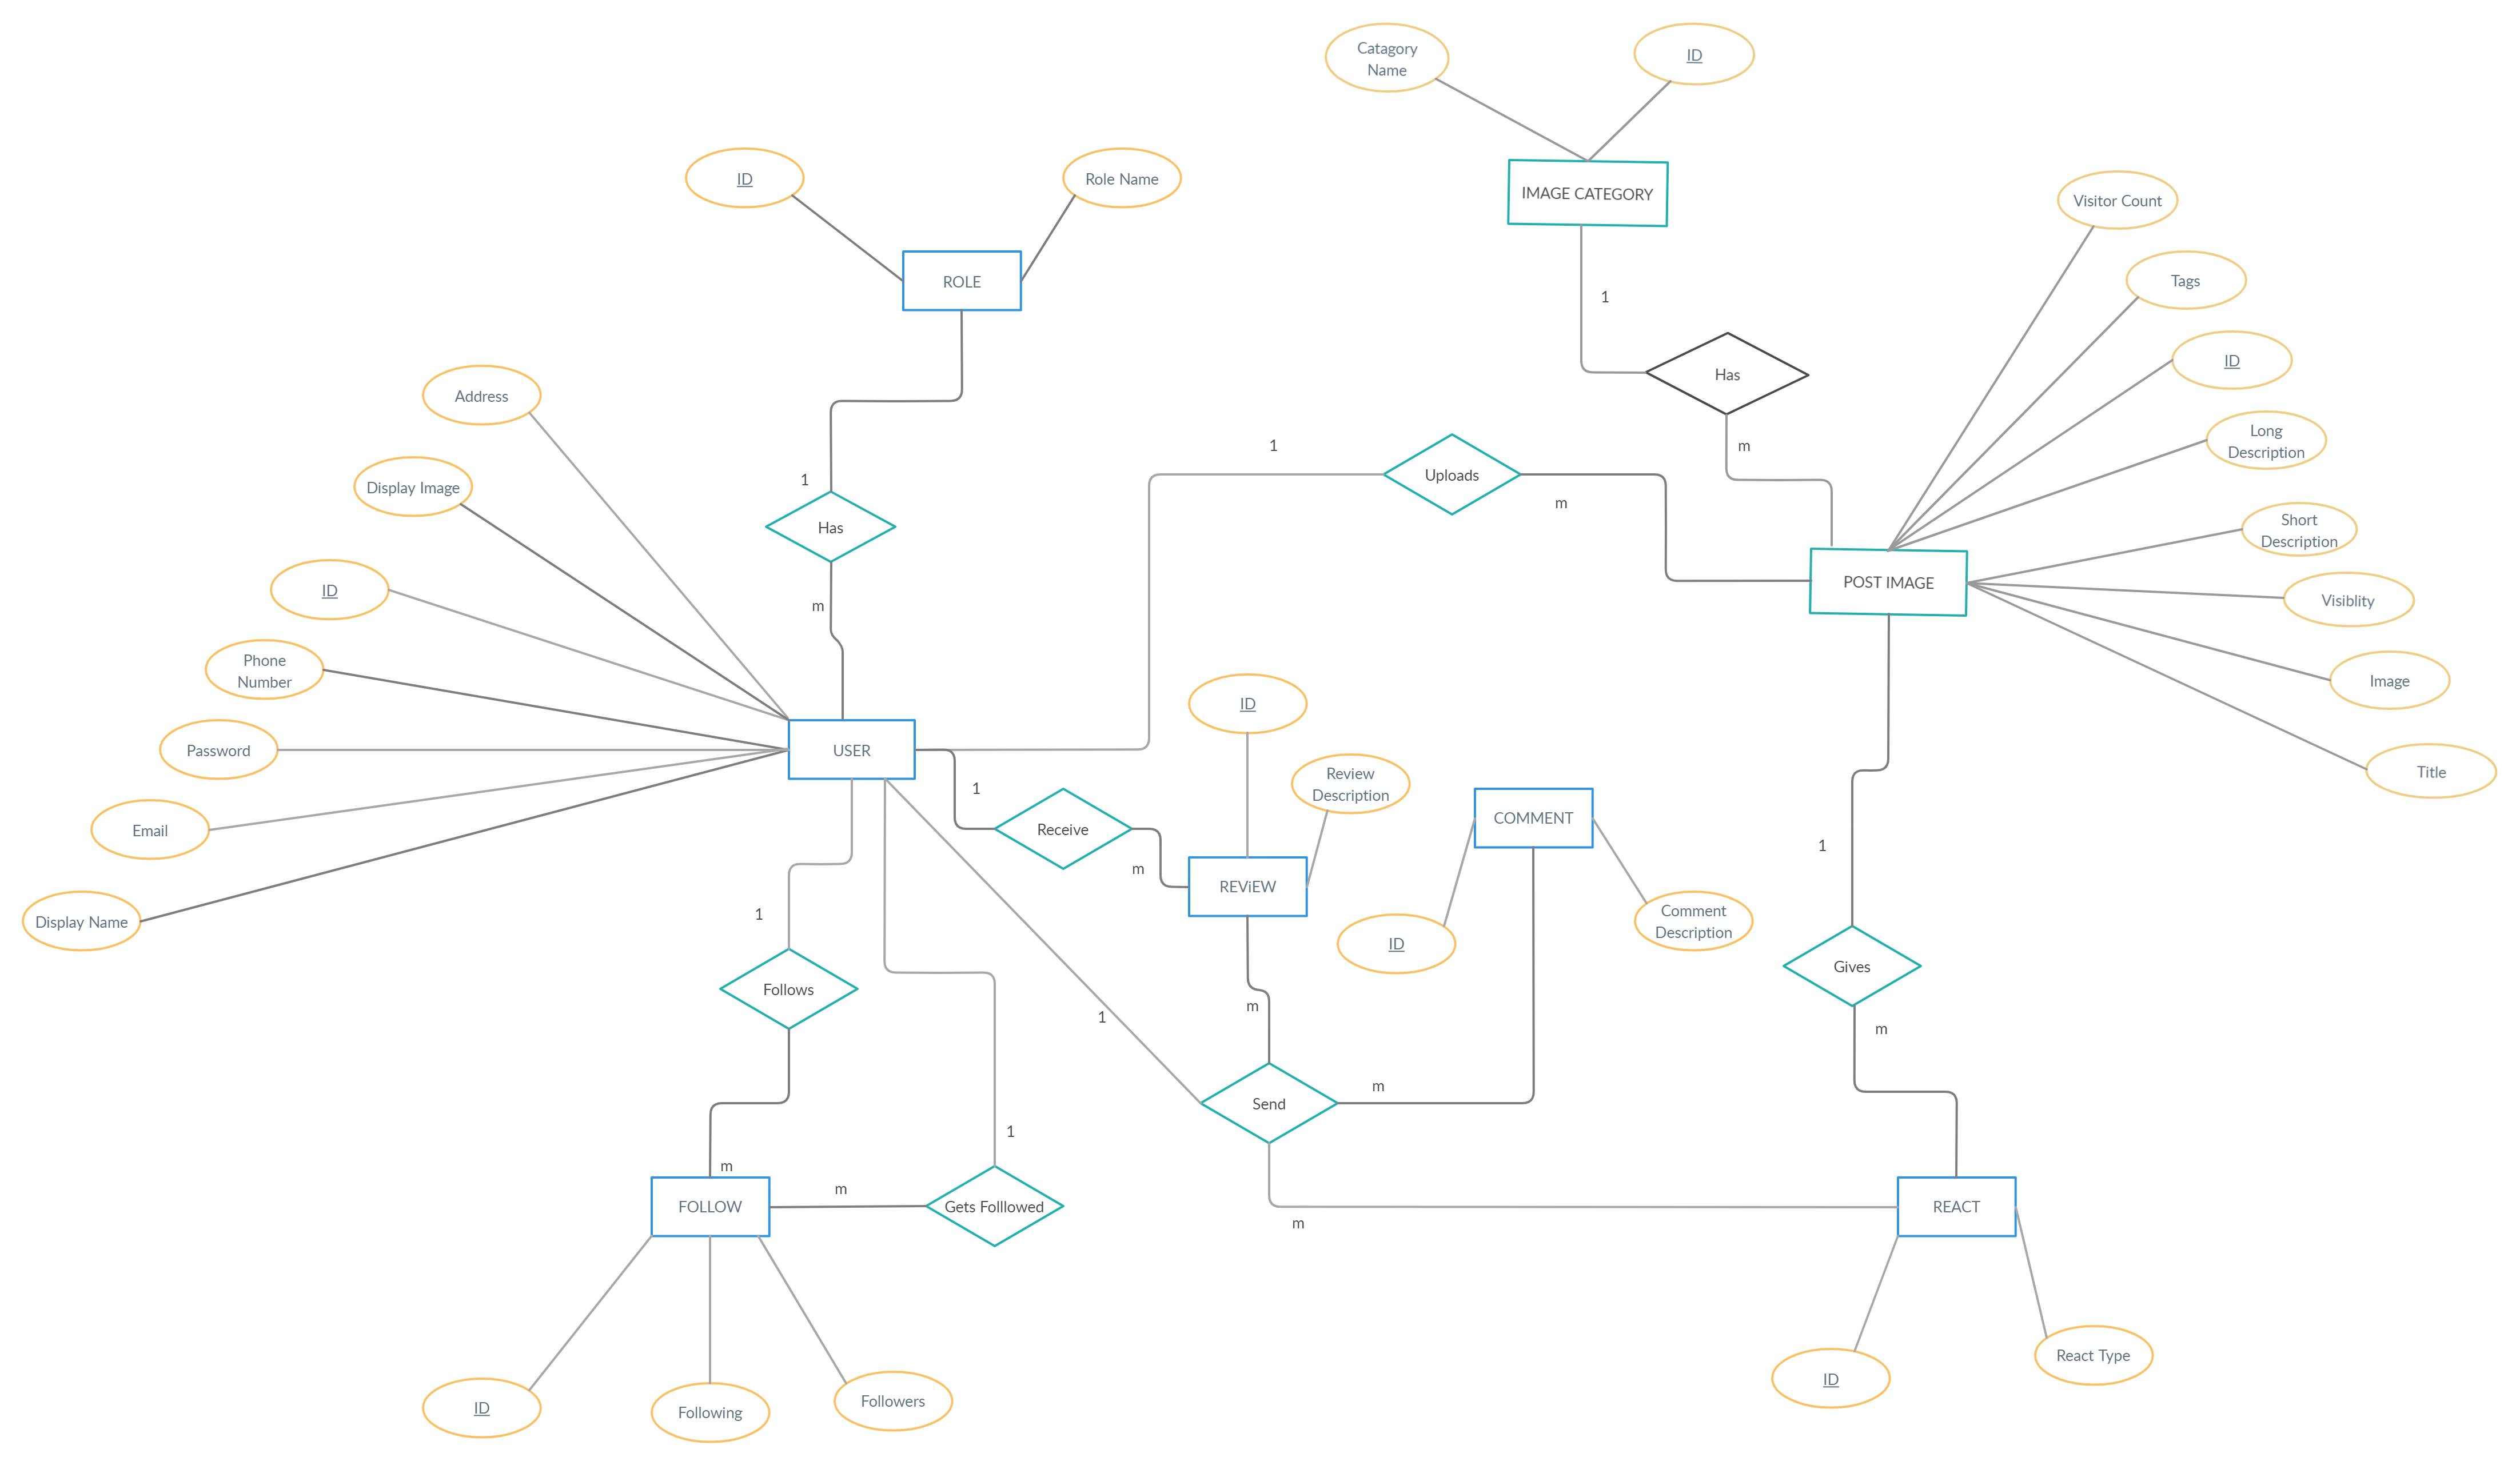 Catagory
Name
ID
ID
Role Name
IMAGE CATEGORY
Visitor Count
ROLE
Tags
1
ID
Has
Address
Long
Description
1
m
Uploads
Display Image
1
m
Short
Description
Has
POST IMAGE
ID
Visiblity
m
Phone
Number
Image
ID
USER
Password
Title
Review
Description
1
COMMENT
Receive
Email
1
m
REViEW
1
Comment
Description
Display Name
ID
Gives
Follows
m
1
m
m
Send
1
m
m
FOLLOW
Gets Folllowed
REACT
m
React Type
ID
Followers
ID
Following